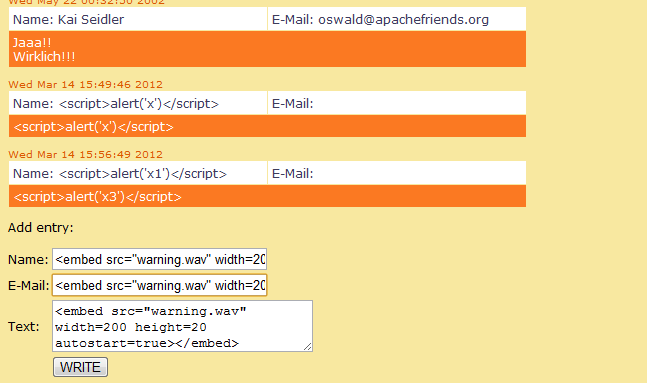 Wed May 22 00:32:50 2002
Name: Kai Seidler E-Mail: oswald@apachefriends.org
Jaaa!!
Wirklich!!!
Wed Mar 14 15:49:46 2012
Name: <script>alert('x')</script> E-Mail:
<script>alert('x')</script>
Wed Mar 14 15:56:49 2012
Name: <script>alert('x1')</script> E-Mail:
<script>alert('x3')</script>
Add entry:
Name: <embed src="warning.wav" width=20
E-Mail: <embed src="warning.wav" width=20
Text: <embed src="warning.wav"
width=200 height=20
autostart=true></embed>
WRITE